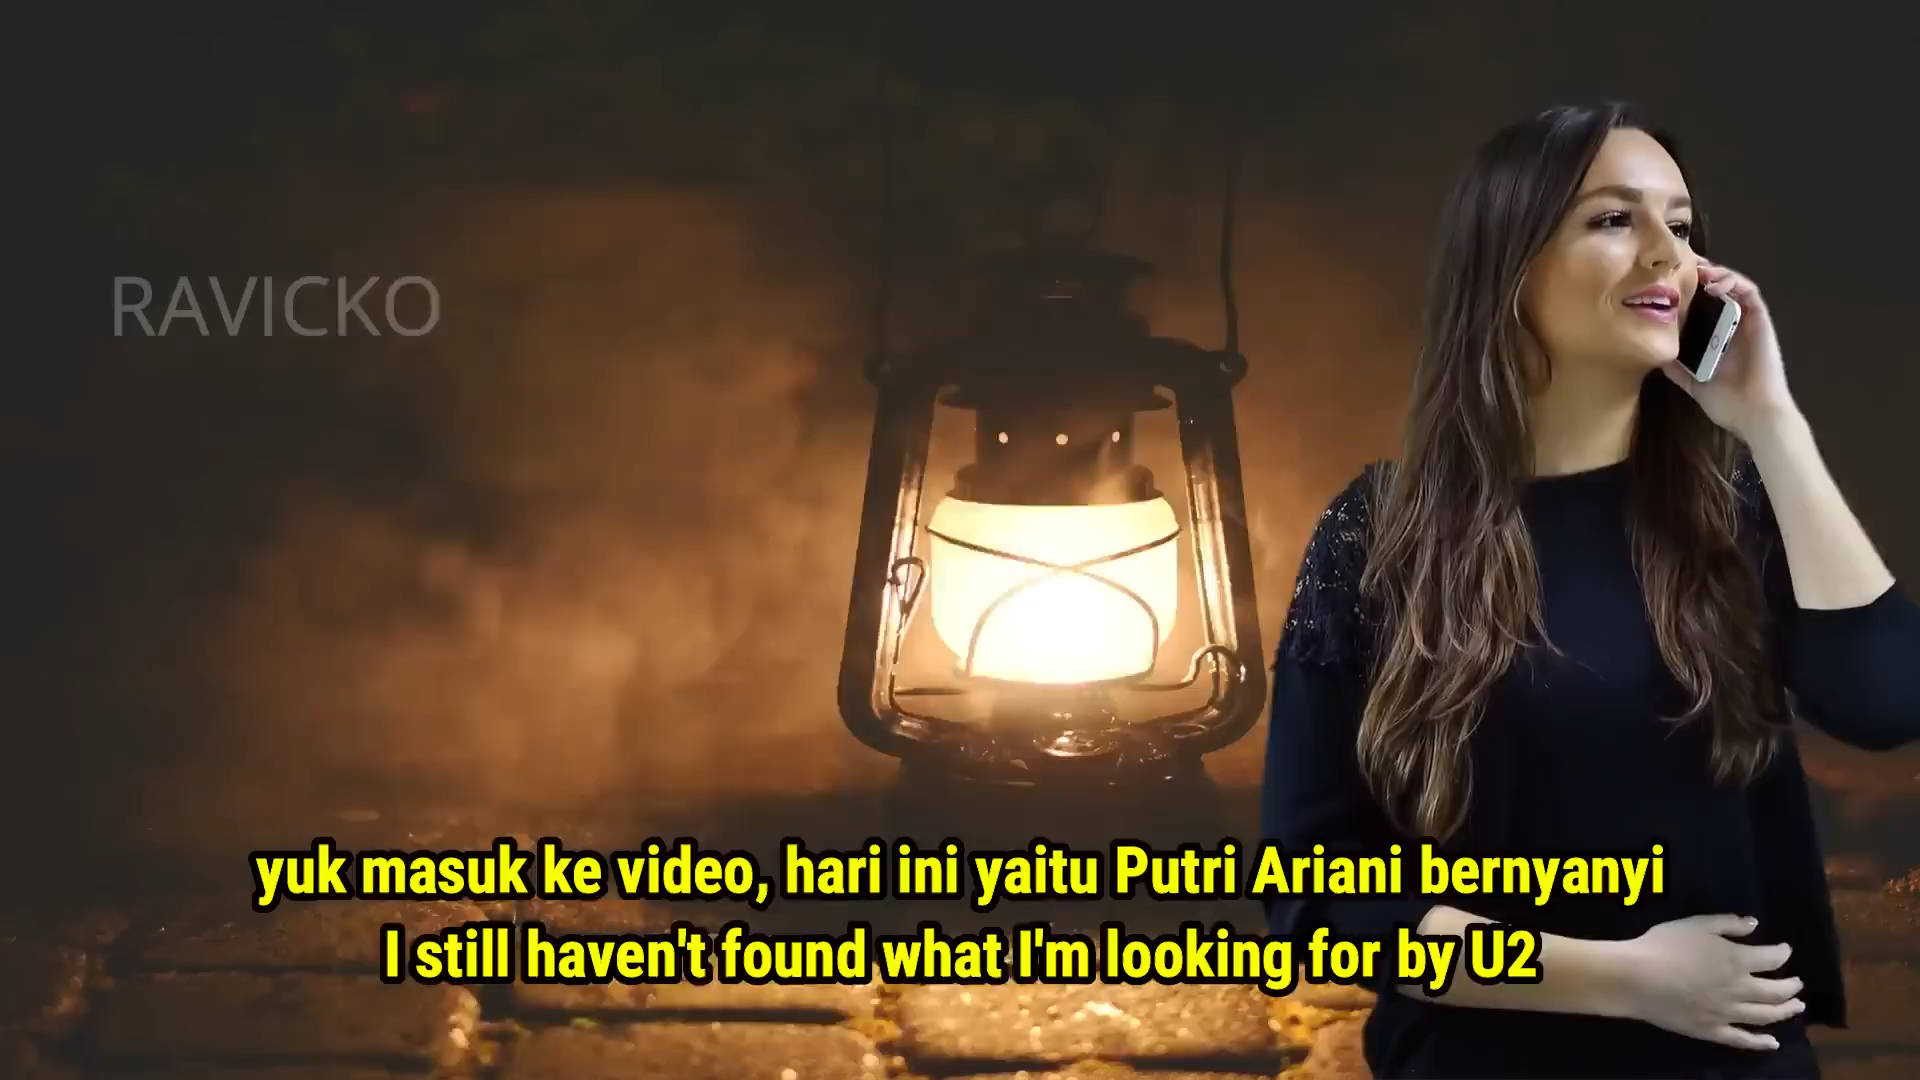 RAVICKO
yuk masuk ke video, hari ini yaitu Putri Ariani bernyanyi
I still haven't found what I'm looking for by U2